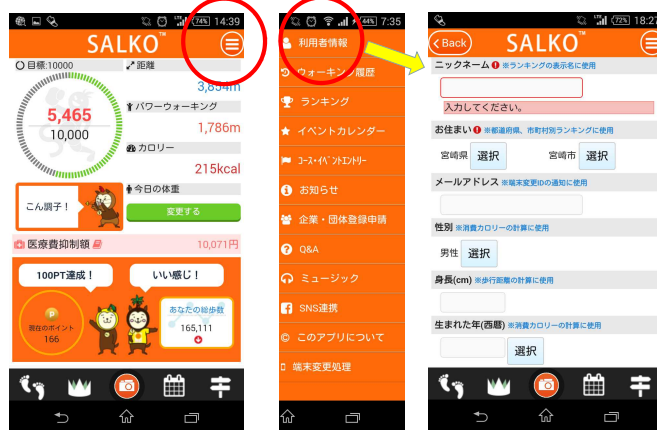 74% 14:39
SALKO™
目標:10000
距離
5,465
10,000
3,854m
パワーウォーキング
1,786m
カロリー
215kcal
今日の体重
こん調子！
変更する
医療費抑制額
10,071円
100PT達成！
いい感じ！
P
現在のポイント
166
あなたの総歩数
165,111
44% 7:35
利用者情報
ウォーキング履歴
ランキング
イベントカレンダー
ｺｰｽ・ｲﾍﾞﾝﾄｴﾝﾄﾘｰ
お知らせ
企業・団体登録申請
Q&A
ミュージック
SNS連携
このアプリについて
端末変更処理
72% 18:27
Back
SALKO™
ニックネーム ※ランキングの表示名に使用
入力してください。
お住まい ※都道府県、市町村別ランキングに使用
宮崎県 選択 宮崎市 選択
メールアドレス ※端末変更IDの通知に使用
性別 ※消費カロリーの計算に使用
男性 選択
身長(cm) ※歩行距離の計算に使用
生まれた年(西暦) ※消費カロリーの計算に使用
選択